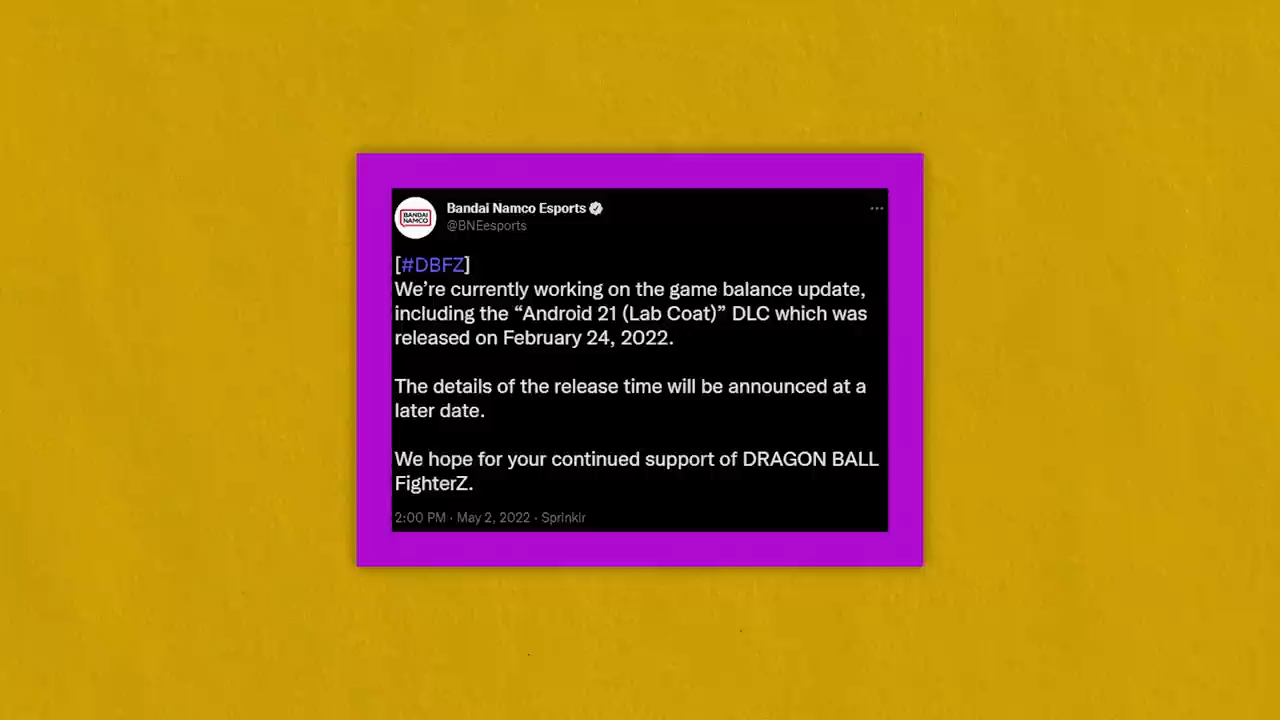 BANDAI
NAMCO
Bandai Namco Esports
@BNEesports
[#DBFZ]
We’re currently working on the game balance update,
including the “Android 21 (Lab Coat)” DLC which was
released on February 24, 2022.
The details of the release time will be announced at a
later date.
We hope for your continued support of DRAGON BALL
FighterZ.
2:00 PM · May 2, 2022 · Sprinklr